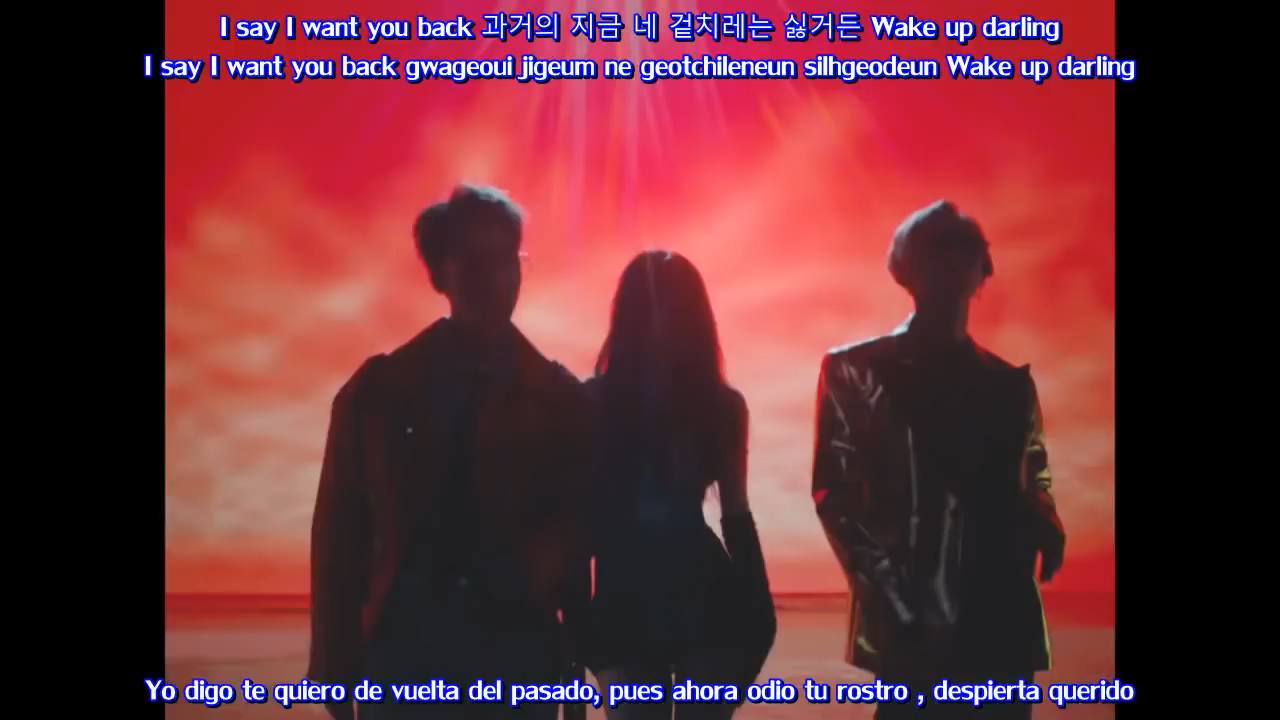 I say I want you back 과거의 지금 네 겉치레는 싫거든 Wake up darling
I say I want you back gwageoui jigeum ne geotchileneun silhgeodeun Wake up darling
Yo digo te quiero de vuelta del pasado, pues ahora odio tu rostro , despierta querido